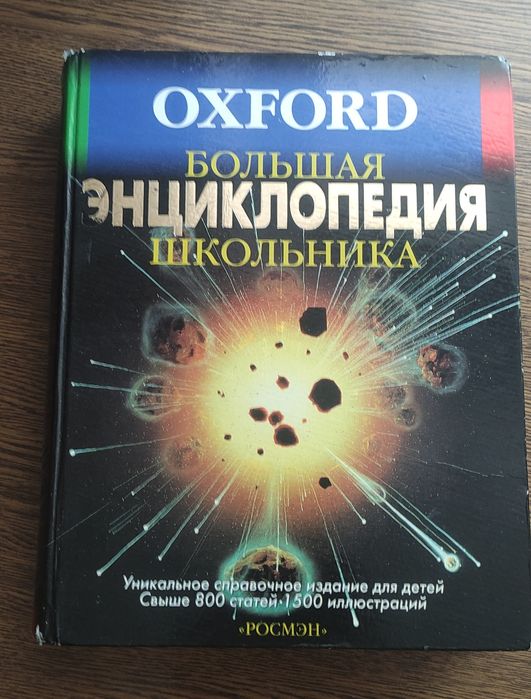 OXFORD
БОЛЬШАЯ
ЭНЦИКЛОПЕДИЯ
ШКОЛЬНИКА
Уникальное справочное издание для детей
Свыше 800 статей·1500 иллюстраций
«РОСМЭН»